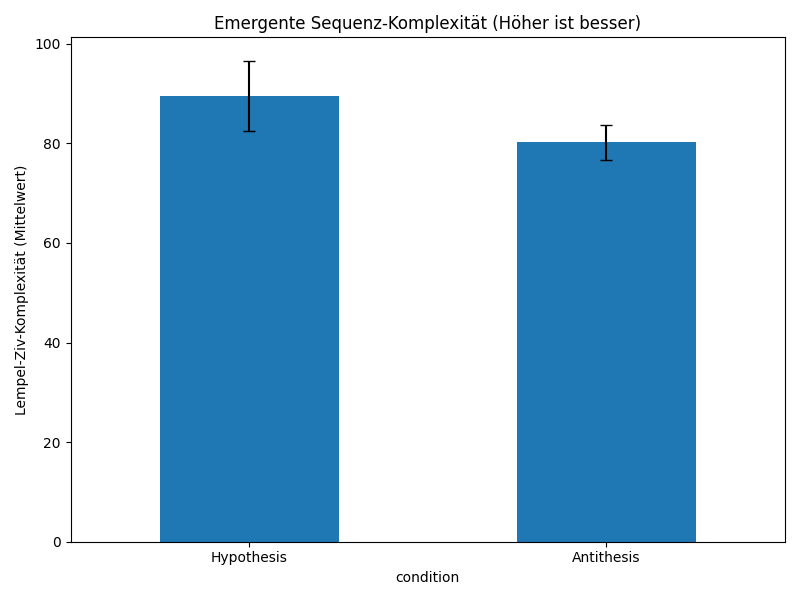 Emergente Sequenz-Komplexität (Höher ist besser)
Lempel-Ziv-Komplexität (Mittelwert)
100
80
60
40
20
0
Hypothesis
Antithesis
condition